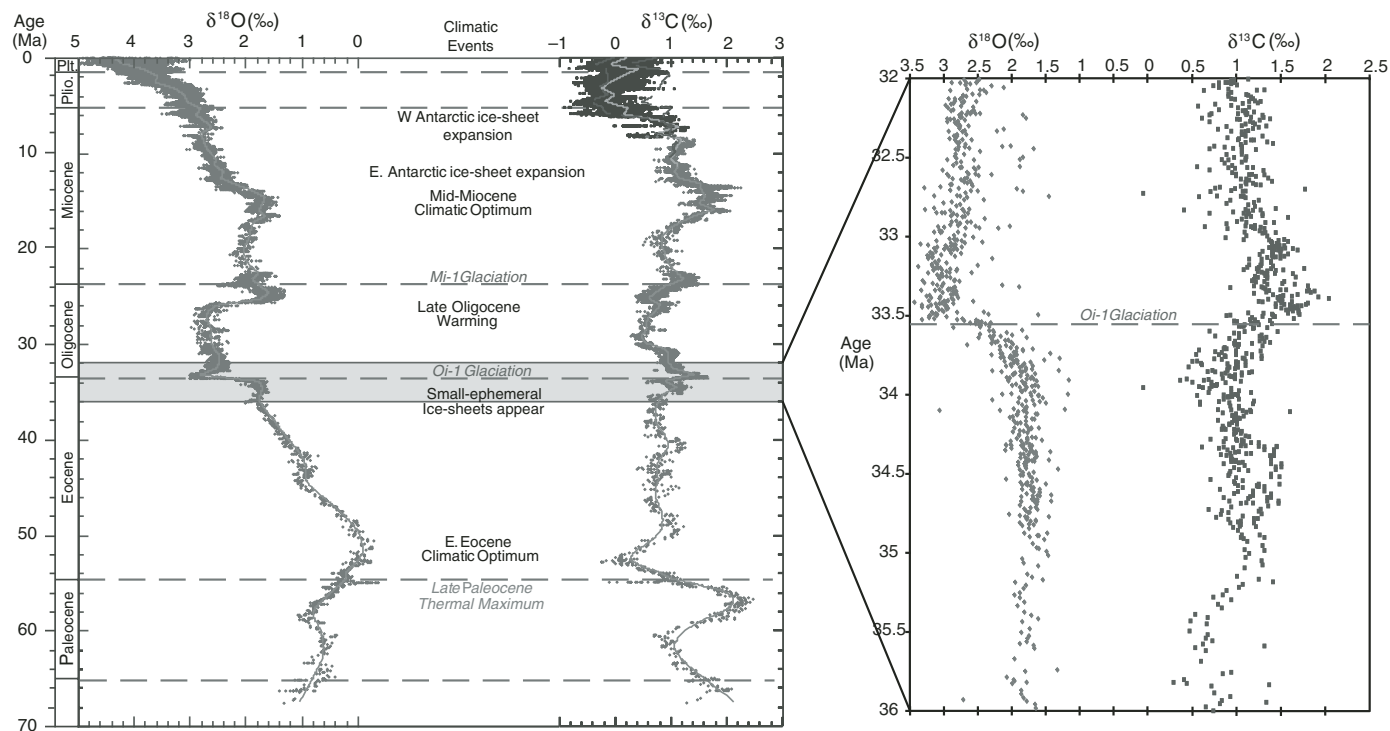 Age
(Ma)
δ¹⁸O (‰)
Climatic
Events
δ¹³C (‰)
5 4 3 2 1 0
–1 0 1 2 3
0
10
20
30
40
50
60
70
Plt.
Plio.
Miocene
Oligocene
Eocene
Paleocene
W Antarctic ice-sheet
expansion
E. Antarctic ice-sheet expansion
Mid-Miocene
Climatic Optimum
Mi-1 Glaciation
Late Oligocene
Warming
Oi-1 Glaciation
Small-ephemeral
Ice-sheets appear
E. Eocene
Climatic Optimum
Late Paleocene
Thermal Maximum
δ¹⁸O (‰)
δ¹³C (‰)
3.5 3 2.5 2 1.5 1 0.5 0 0.5 1 1.5 2 2.5
32
32.5
33
33.5
34
34.5
35
35.5
36
Oi-1 Glaciation
Age
(Ma)